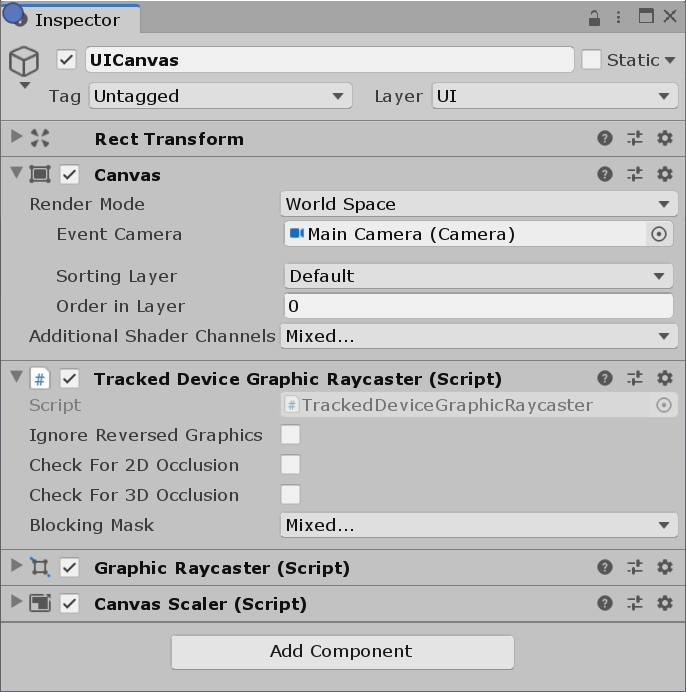 Inspector
UICanvas Static
Tag Untagged Layer UI
Rect Transform
Canvas
Render Mode World Space
Event Camera Main Camera (Camera)
Sorting Layer Default
Order in Layer 0
Additional Shader Channels Mixed...
# Tracked Device Graphic Raycaster (Script)
Script # TrackedDeviceGraphicRaycaster
Ignore Reversed Graphics
Check For 2D Occlusion
Check For 3D Occlusion
Blocking Mask Mixed...
Graphic Raycaster (Script)
Canvas Scaler (Script)
Add Component